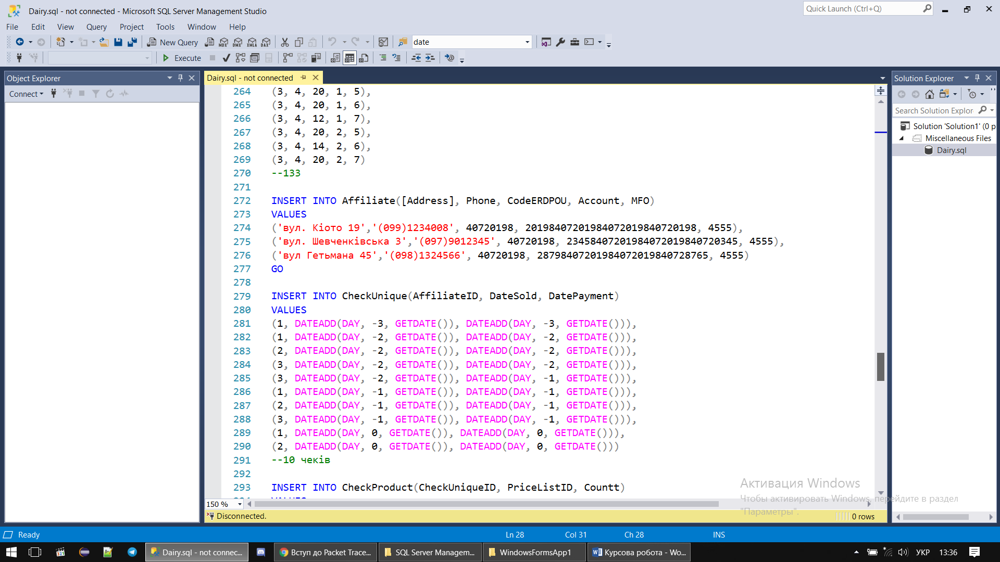 Dairy.sql - not connected - Microsoft SQL Server Management Studio
Quick Launch (Ctrl+Q)
File Edit View Query Project Tools Window Help
New Query MDX DMX XMLA DAX date
Execute
Object Explorer
Connect
Dairy.sql - not connected
264 (3, 4, 20, 1, 5),
265 (3, 4, 20, 1, 6),
266 (3, 4, 12, 1, 7),
267 (3, 4, 20, 2, 5),
268 (3, 4, 14, 2, 6),
269 (3, 4, 20, 2, 7)
270 --133
271
272 INSERT INTO Affiliate([Address], Phone, CodeERDPOU, Account, MFO)
273 VALUES
274 ('вул. Кіото 19','(099)1234008', 40720198, 20198407201984072019840720198, 4555),
275 ('вул. Шевченківська 3','(097)9012345', 40720198, 23458407201984072019840720345, 4555),
276 ('вул Гетьмана 45','(098)1324566', 40720198, 28798407201984072019840728765, 4555)
277 GO
278
279 INSERT INTO CheckUnique(AffiliateID, DateSold, DatePayment)
280 VALUES
281 (1, DATEADD(DAY, -3, GETDATE()), DATEADD(DAY, -3, GETDATE())),
282 (1, DATEADD(DAY, -2, GETDATE()), DATEADD(DAY, -2, GETDATE())),
283 (2, DATEADD(DAY, -2, GETDATE()), DATEADD(DAY, -2, GETDATE())),
284 (3, DATEADD(DAY, -2, GETDATE()), DATEADD(DAY, -2, GETDATE())),
285 (3, DATEADD(DAY, -2, GETDATE()), DATEADD(DAY, -1, GETDATE())),
286 (1, DATEADD(DAY, -1, GETDATE()), DATEADD(DAY, -1, GETDATE())),
287 (2, DATEADD(DAY, -1, GETDATE()), DATEADD(DAY, -1, GETDATE())),
288 (3, DATEADD(DAY, -1, GETDATE()), DATEADD(DAY, -1, GETDATE())),
289 (1, DATEADD(DAY, 0, GETDATE()), DATEADD(DAY, 0, GETDATE())),
290 (2, DATEADD(DAY, 0, GETDATE()), DATEADD(DAY, 0, GETDATE()))
291 --10 чеків
292
293 INSERT INTO CheckProduct(CheckUniqueID, PriceListID, Countt)
150 %
Disconnected.
0 rows
Solution Explorer
Search Solution Explor
Solution 'Solution1' (0 p
Miscellaneous Files
Dairy.sql
Активация Windows
Чтобы активировать Windows, перейдите в раздел
"Параметры".
Ready Ln 28 Col 31 Ch 28 INS
Dairy.sql - not connec...
Вступ до Packet Trace...
SQL Server Managem...
WindowsFormsApp1
Курсова робота - Wo...
УКР 13:36